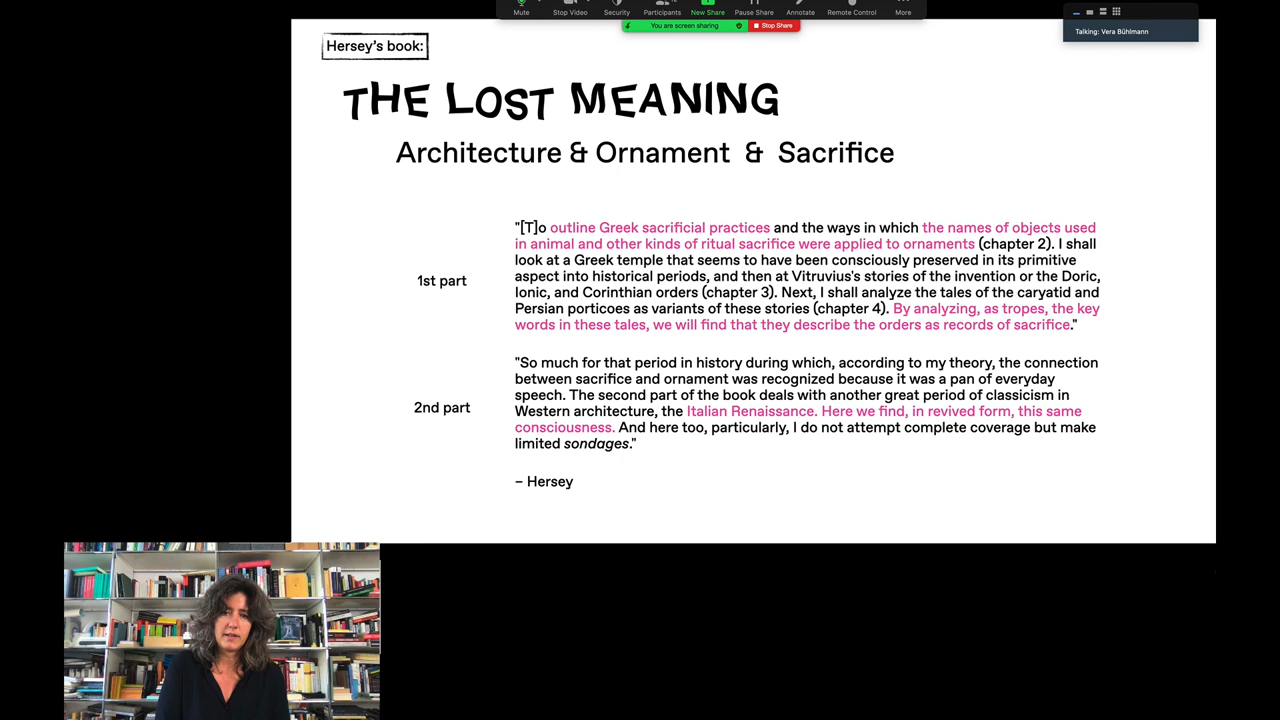 Mute
Stop Video
Security
Participants
New Share
Pause Share
Annotate
Remote Control
More
You are screen sharing
Stop Share
Talking: Vera Bühlmann
Hersey's book:
THE LOST MEANING
Architecture & Ornament & Sacrifice
1st part
"[T]o outline Greek sacrificial practices and the ways in which the names of objects used
in animal and other kinds of ritual sacrifice were applied to ornaments (chapter 2). I shall
look at a Greek temple that seems to have been consciously preserved in its primitive
aspect into historical periods, and then at Vitruvius's stories of the invention or the Doric,
Ionic, and Corinthian orders (chapter 3). Next, I shall analyze the tales of the caryatid and
Persian porticoes as variants of these stories (chapter 4). By analyzing, as tropes, the key
words in these tales, we will find that they describe the orders as records of sacrifice."
2nd part
"So much for that period in history during which, according to my theory, the connection
between sacrifice and ornament was recognized because it was a pan of everyday
speech. The second part of the book deals with another great period of classicism in
Western architecture, the Italian Renaissance. Here we find, in revived form, this same
consciousness. And here too, particularly, I do not attempt complete coverage but make
limited sondages."
– Hersey